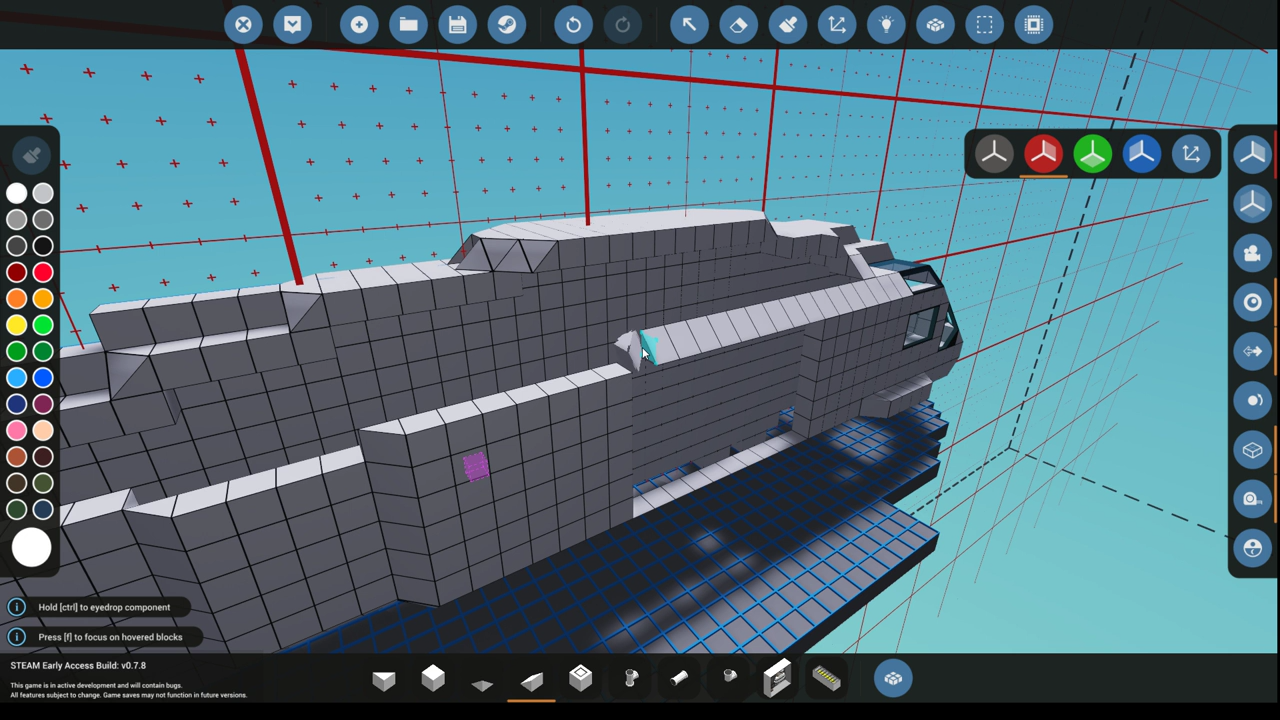 Hold [ctrl] to eyedrop component
Press [f] to focus on hovered blocks
STEAM Early Access Build: v0.7.8
This game is in active development and will contain bugs.
All features subject to change. Game saves may not function in future versions.